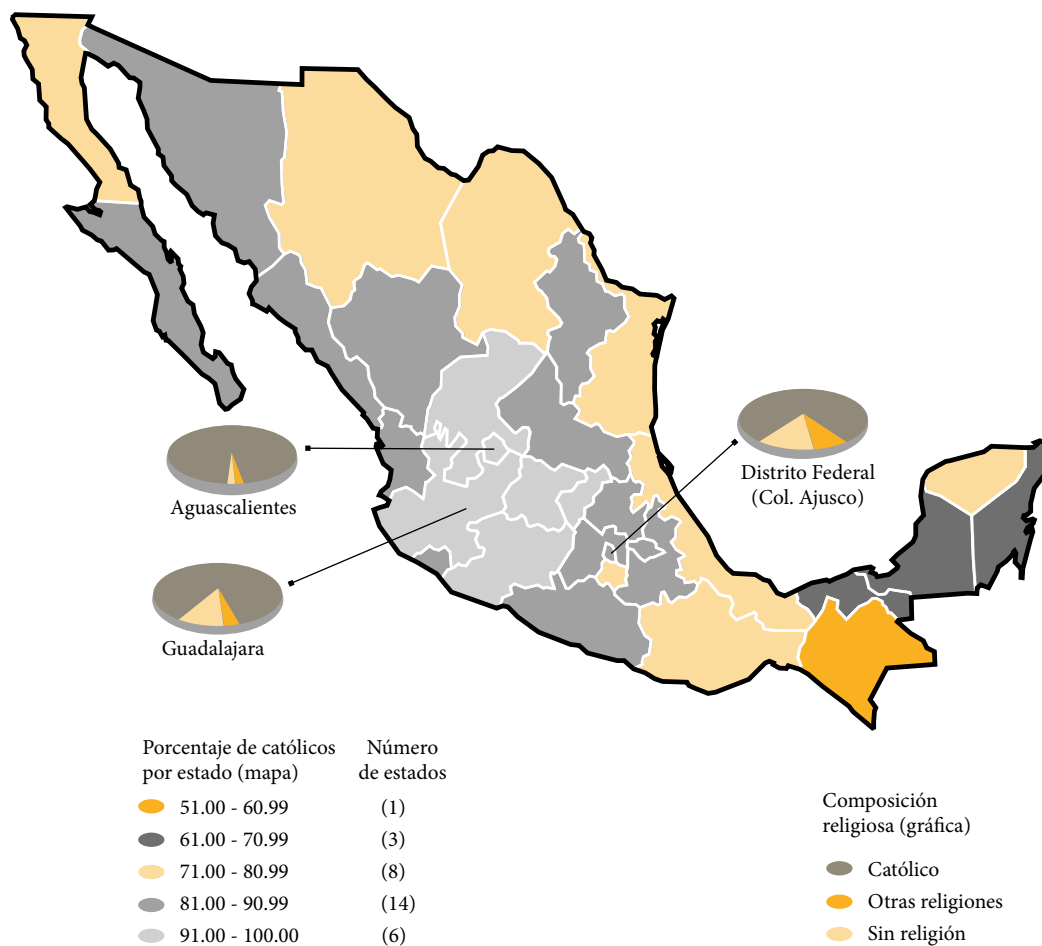 Aguascalientes
Guadalajara
Distrito Federal
(Col. Ajusco)
Porcentaje de católicos
por estado (mapa)
Número
de estados
51.00 - 60.99 (1)
61.00 - 70.99 (3)
71.00 - 80.99 (8)
81.00 - 90.99 (14)
91.00 - 100.00 (6)
Composición
religiosa (gráfica)
Católico
Otras religiones
Sin religión